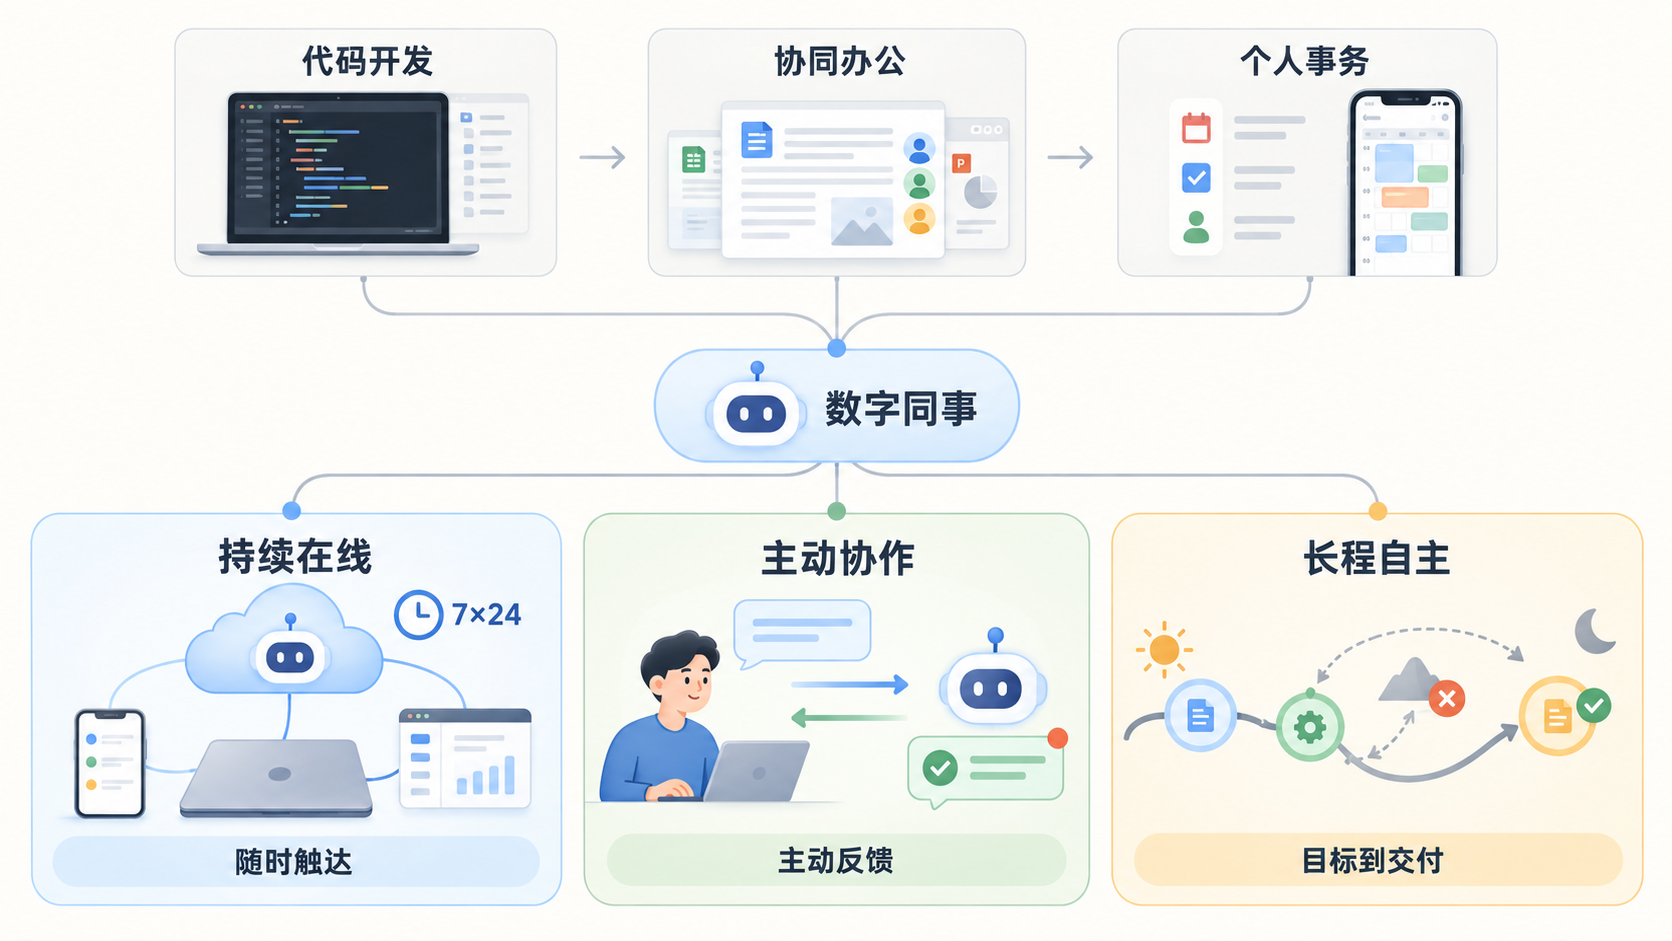 代码开发
协同办公
个人事务
P
数字同事
持续在线
7×24
随时触达
主动协作
主动反馈
长程自主
目标到交付